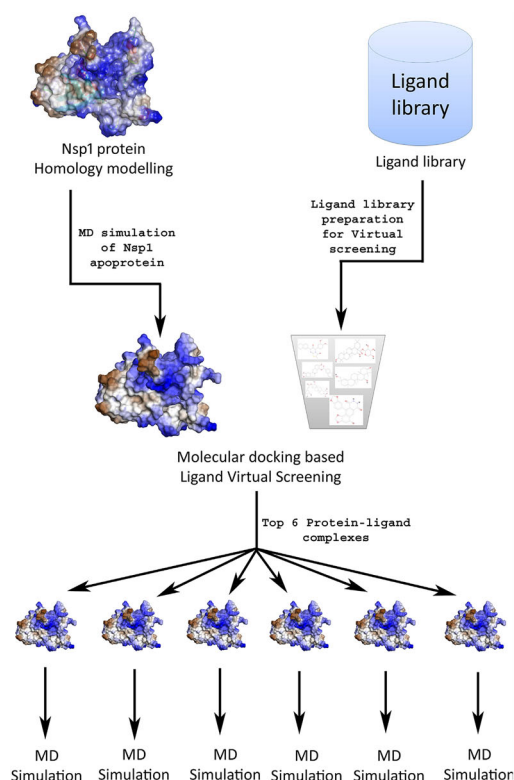 Ligand
library
Nsp1 protein
Homology modelling
Ligand library
MD simulation
of Nsp1
apoprotein
Ligand library
preparation
for Virtual
screening
Molecular docking based
Ligand Virtual Screening
Top 6 Protein-ligand
complexes
MD
Simulation
MD
Simulation
MD
Simulation
MD
Simulation
MD
Simulation
MD
Simulation